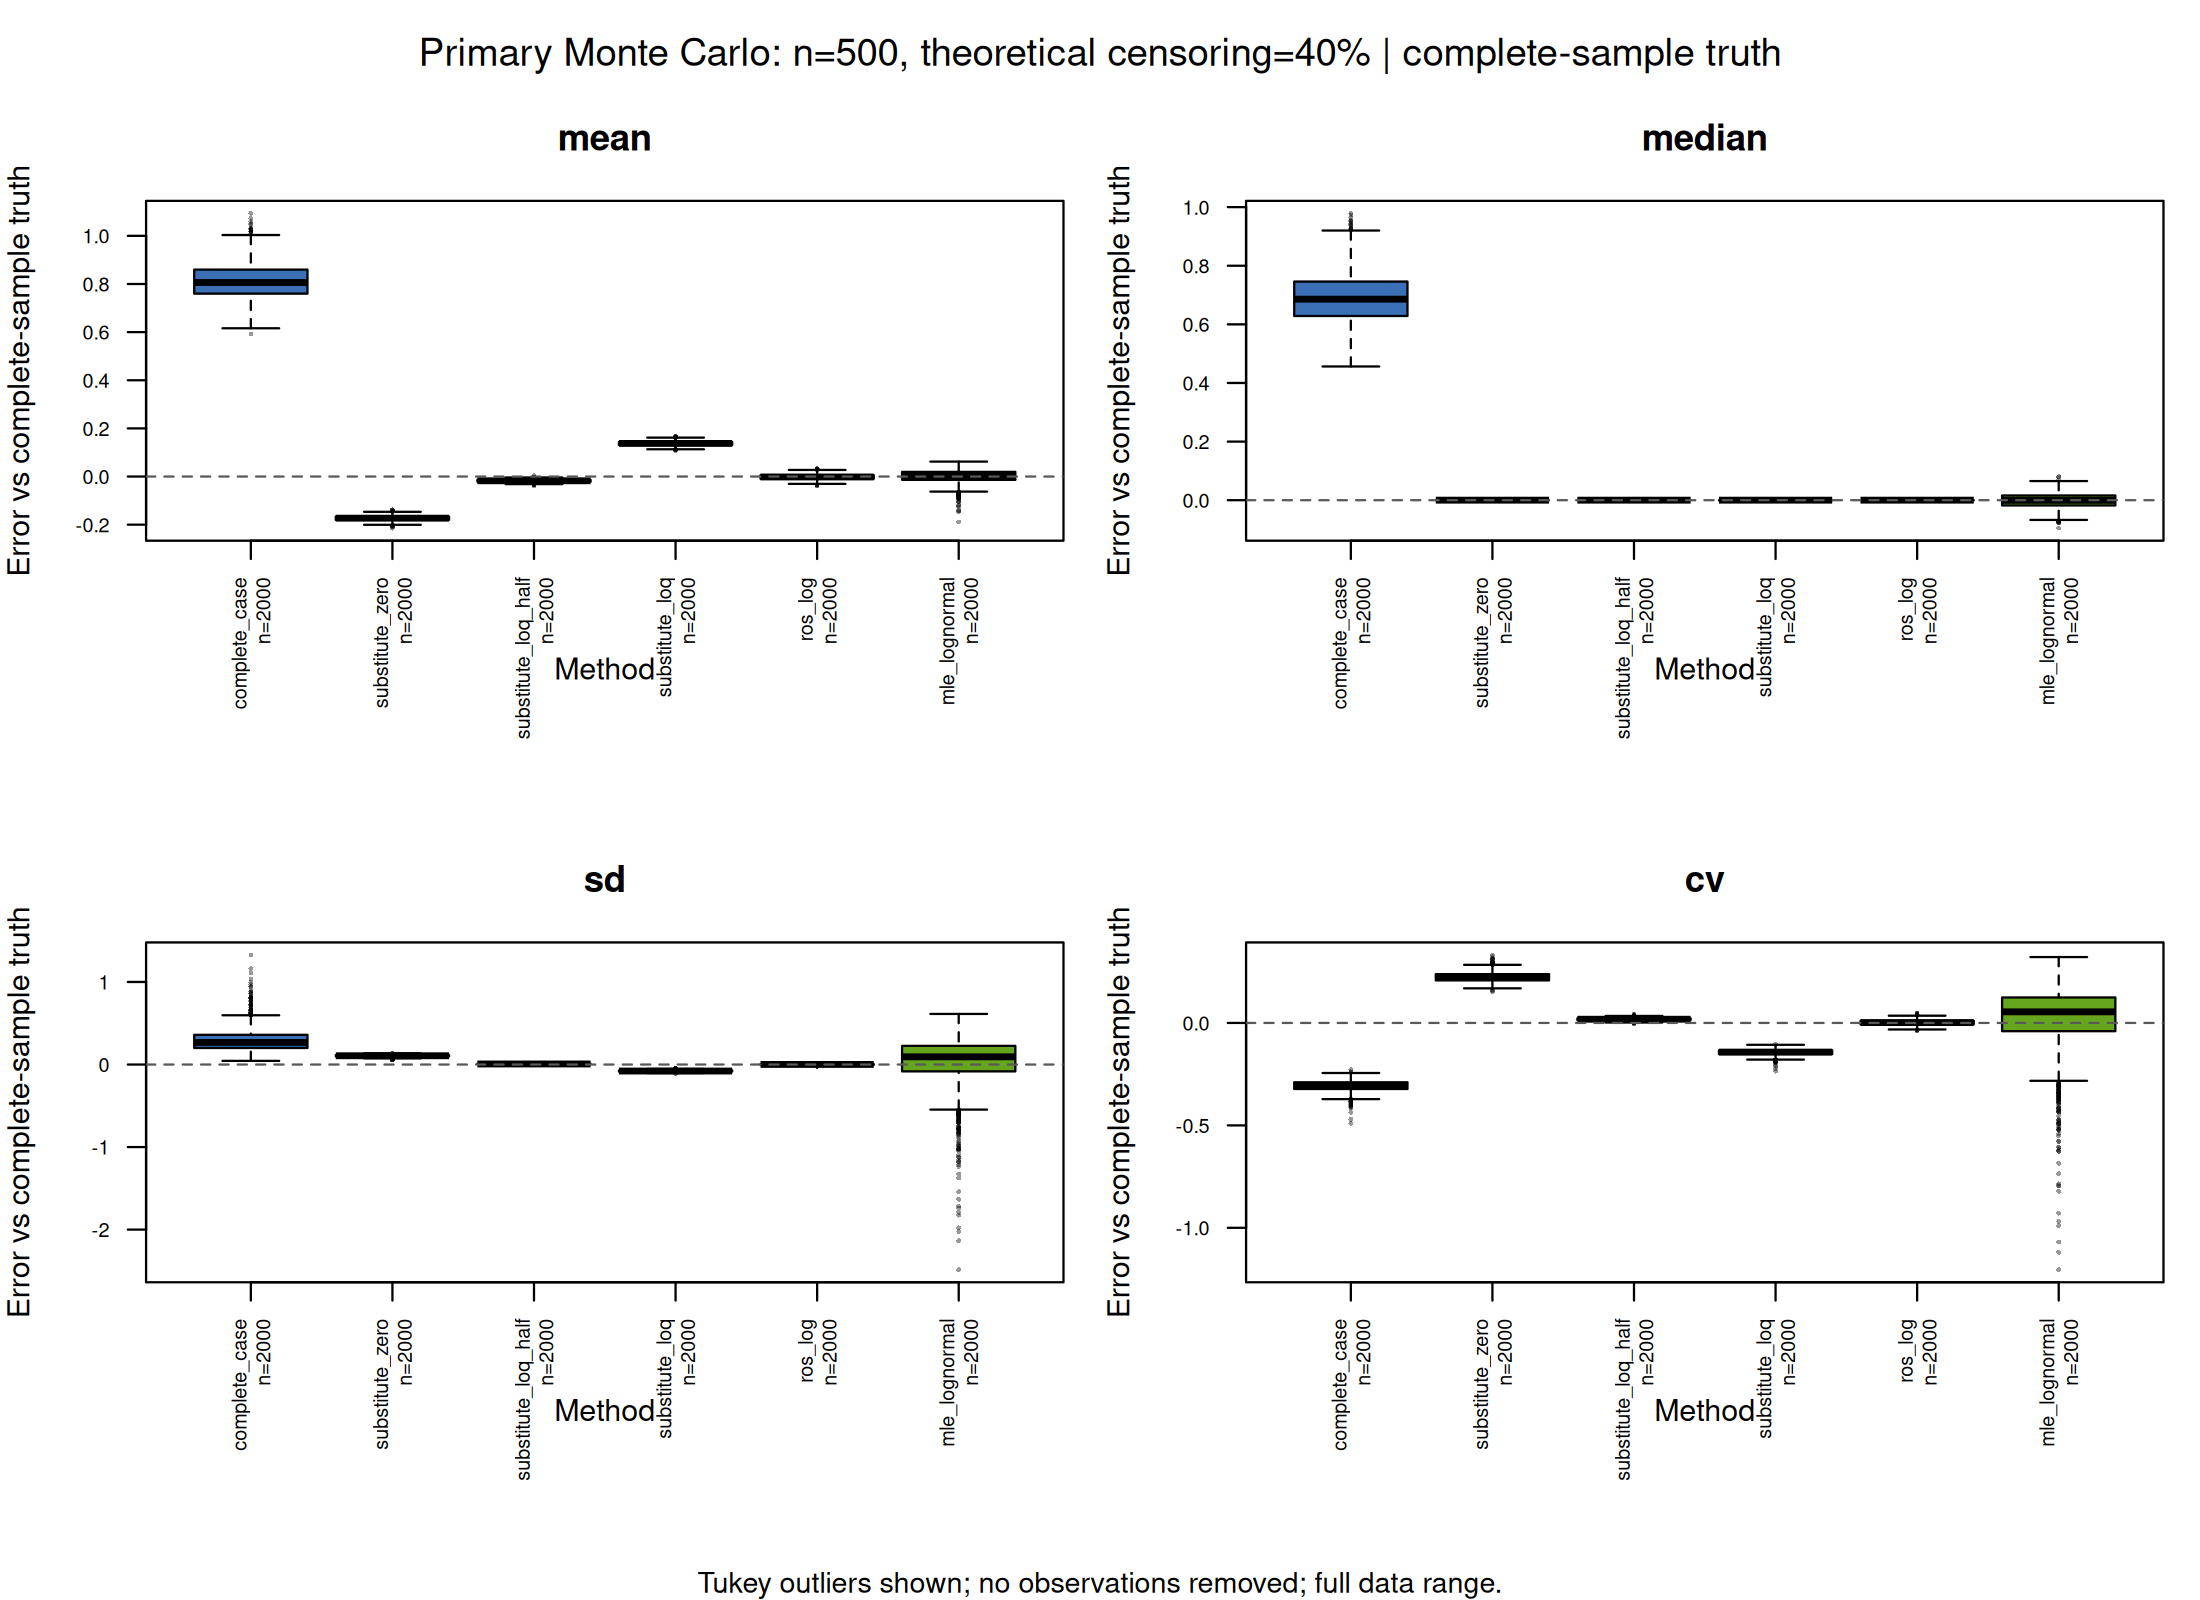 Primary Monte Carlo: n=500, theoretical censoring=40% | complete-sample truth
mean
Error vs complete-sample truth
1.0
0.8
0.6
0.4
0.2
0.0
-0.2
complete_case
n=2000
substitute_zero
n=2000
substitute_loq_half
n=2000
substitute_loq
n=2000
ros_log
n=2000
mle_lognormal
n=2000
Method
median
Error vs complete-sample truth
1.0
0.8
0.6
0.4
0.2
0.0
complete_case
n=2000
substitute_zero
n=2000
substitute_loq_half
n=2000
substitute_loq
n=2000
ros_log
n=2000
mle_lognormal
n=2000
Method
sd
Error vs complete-sample truth
1
0
-1
-2
complete_case
n=2000
substitute_zero
n=2000
substitute_loq_half
n=2000
substitute_loq
n=2000
ros_log
n=2000
mle_lognormal
n=2000
Method
cv
Error vs complete-sample truth
0.0
-0.5
-1.0
complete_case
n=2000
substitute_zero
n=2000
substitute_loq_half
n=2000
substitute_loq
n=2000
ros_log
n=2000
mle_lognormal
n=2000
Method
Tukey outliers shown; no observations removed; full data range.